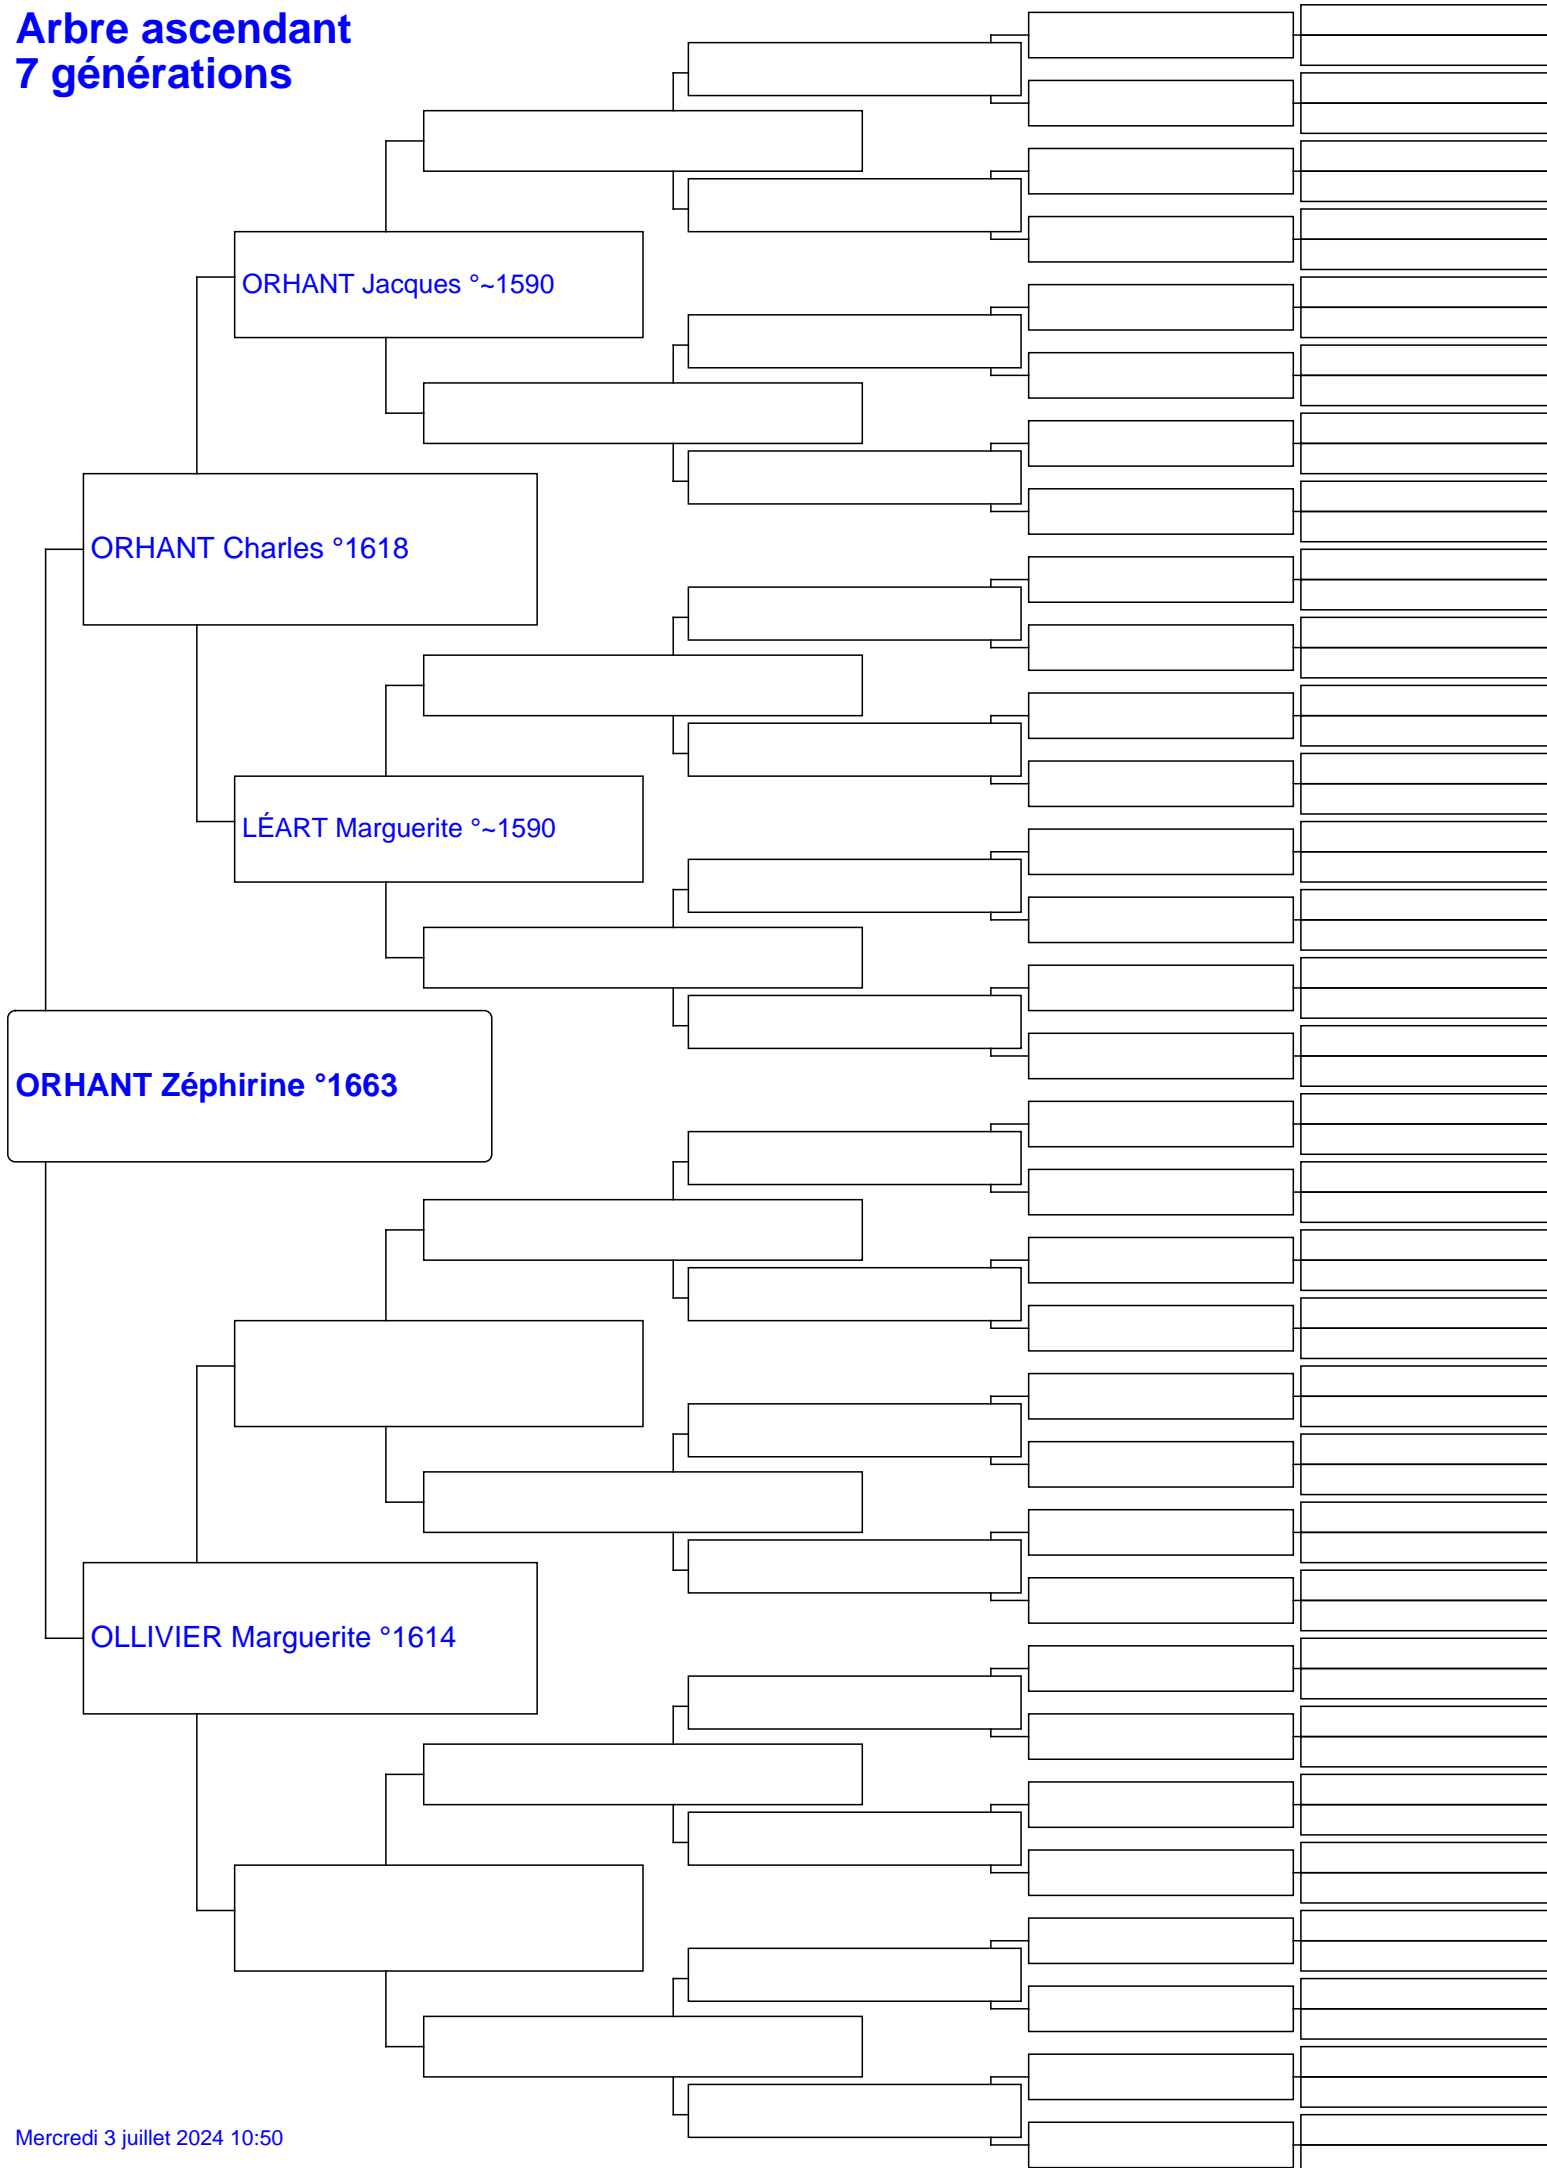 Arbre ascendant
7 générations
ORHANT Jacques °~1590
ORHANT Charles °1618
LÉART Marguerite °~1590
ORHANT Zéphirine °1663
OLLIVIER Marguerite °1614
Mercredi 3 juillet 2024 10:50